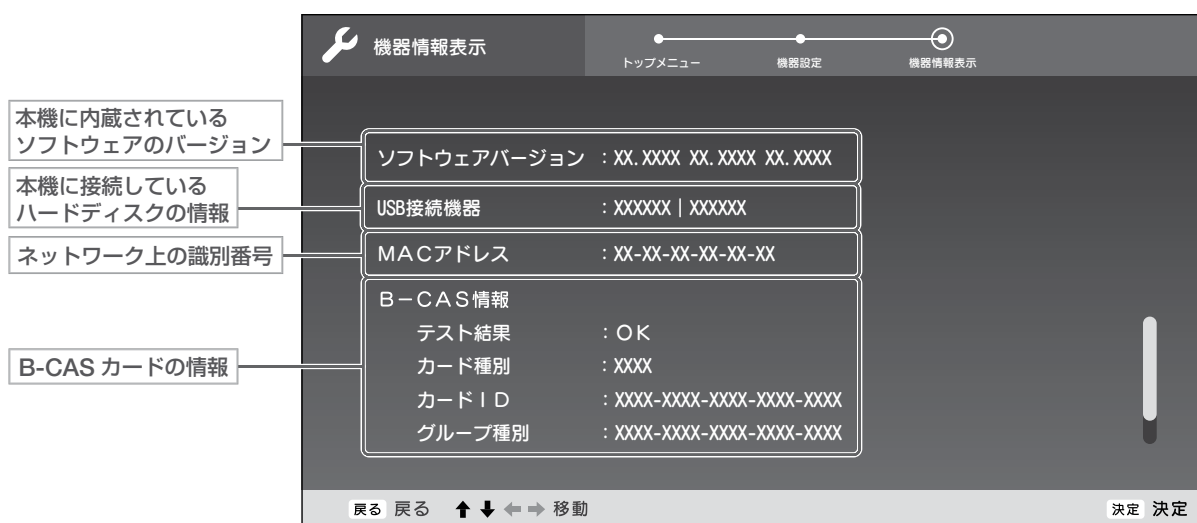 機器情報表示
トップメニュー 機器設定 機器情報表示
本機に内蔵されている
ソフトウェアのバージョン
ソフトウェアバージョン :XX.XXXX XX.XXXX XX.XXXX
本機に接続している
ハードディスクの情報
USB接続機器 :XXXXXX|XXXXXX
ネットワーク上の識別番号
MACアドレス :XX-XX-XX-XX-XX-XX
B-CAS カードの情報
B-CAS情報
テスト結果 :OK
カード種別 :XXXX
カードID :XXXX-XXXX-XXXX-XXXX-XXXX
グループ種別 :XXXX-XXXX-XXXX-XXXX-XXXX
戻る 戻る ↑↓←→ 移動 決定 決定